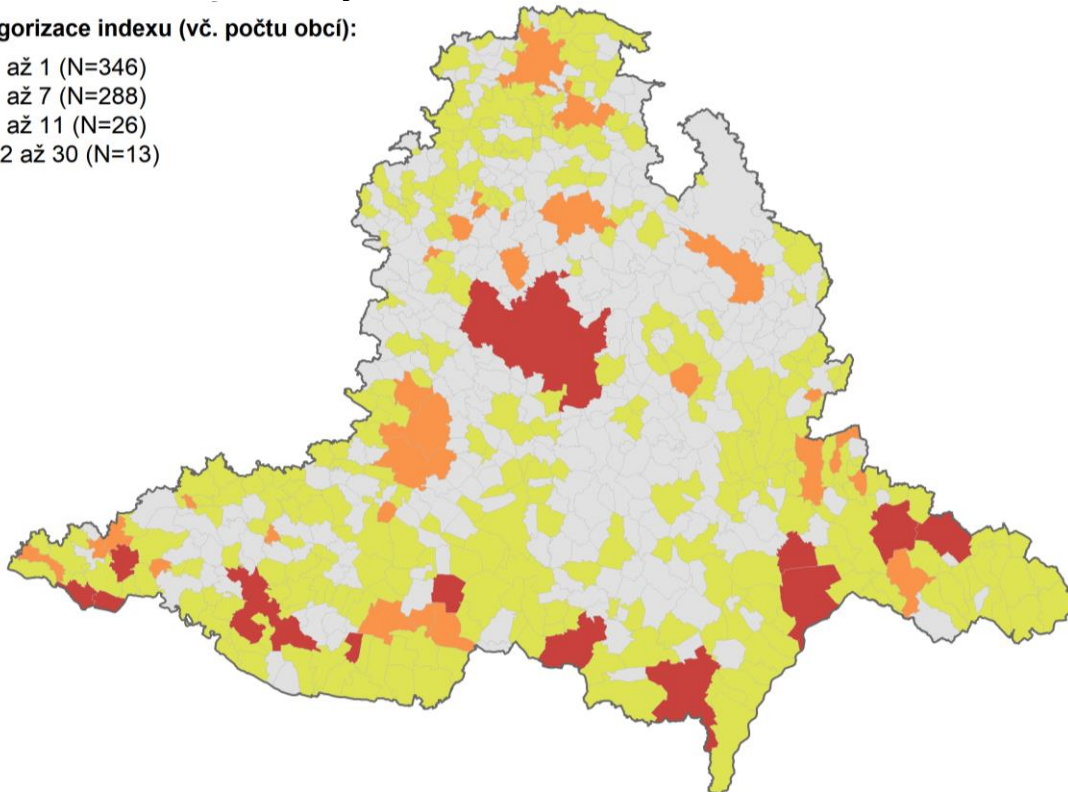 gorizace indexu (vč. počtu obcí):
až 1 (N=346)
až 7 (N=288)
až 11 (N=26)
2 až 30 (N=13)